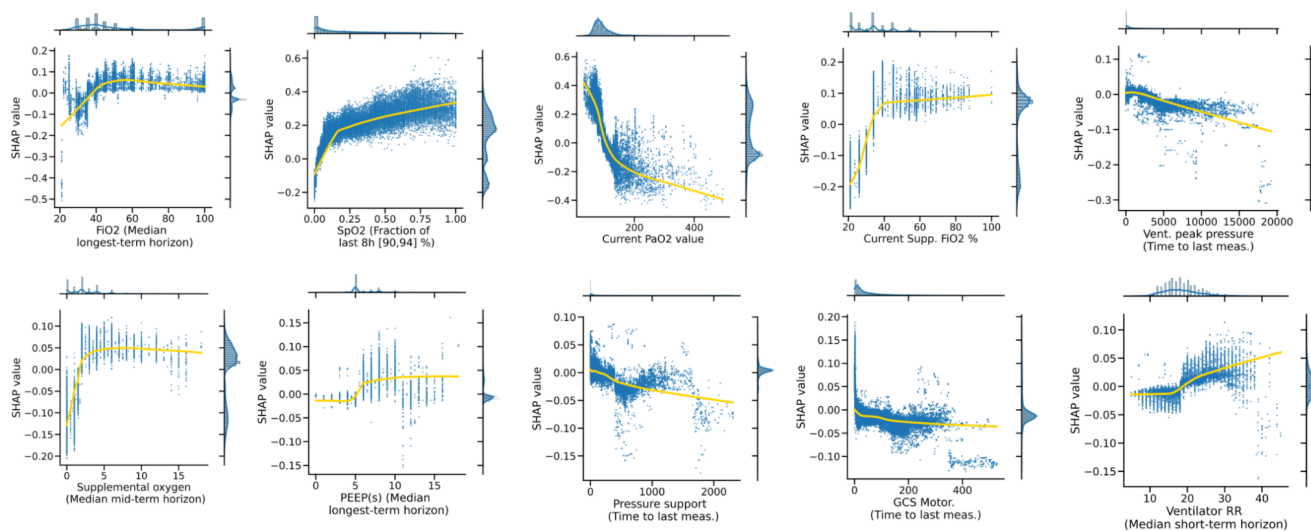 0.2
0.1
0.0
−0.1
−0.2
−0.3
−0.4
−0.5
SHAP value
20 40 60 80 100
FiO2 (Median
longest-term horizon)
0.6
0.4
0.2
0.0
−0.2
SHAP value
0.00 0.25 0.50 0.75 1.00
SpO2 (Fraction of
last 8h [90,94] %)
0.6
0.4
0.2
0.0
−0.2
−0.4
SHAP value
200 400
Current PaO2 value
0.2
0.1
0.0
−0.1
−0.2
SHAP value
20 40 60 80 100
Current Supp. FiO2 %
0.1
0.0
−0.1
−0.2
−0.3
SHAP value
0 5000 10000 15000 20000
Vent. peak pressure
(Time to last meas.)
0.10
0.05
0.00
−0.05
−0.10
−0.15
−0.20
SHAP value
0 5 10 15
Supplemental oxygen
(Median mid-term horizon)
0.15
0.10
0.05
0.00
−0.05
−0.10
−0.15
SHAP value
0 5 10 15
PEEP(s) (Median
longest-term horizon)
0.10
0.05
0.00
−0.05
−0.10
−0.15
SHAP value
0 1000 2000
Pressure support
(Time to last meas.)
0.20
0.15
0.10
0.05
0.00
−0.05
−0.10
SHAP value
0 200 400
GCS Motor.
(Time to last meas.)
0.10
0.05
0.00
−0.05
−0.10
−0.15
SHAP value
10 20 30 40
Ventilator RR
(Median short-term horizon)